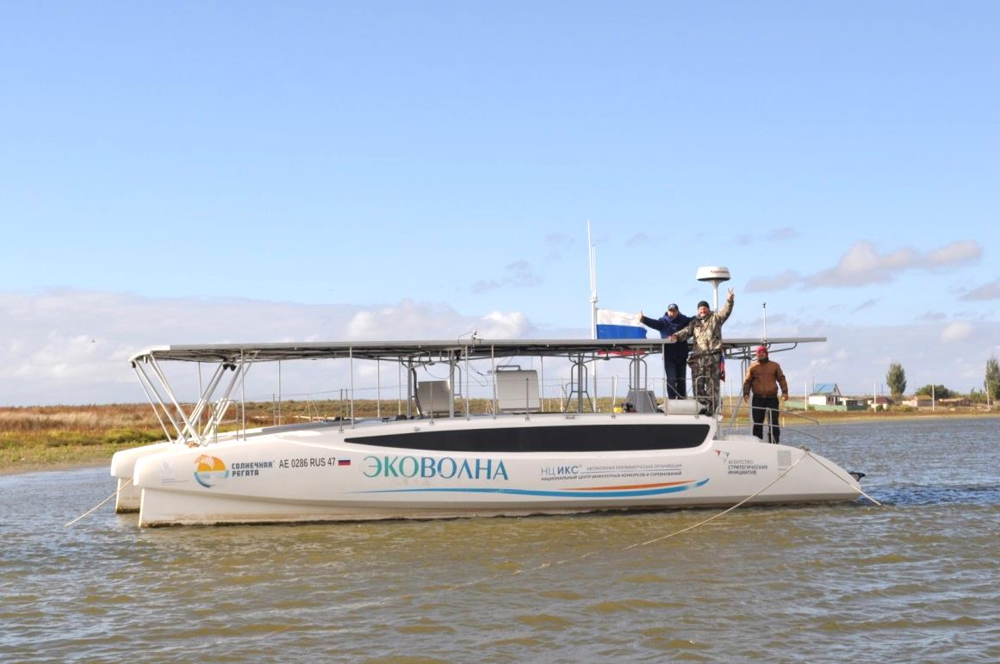 СОЛНЕЧНАЯ
РЕГАТА
АЕ 0286 RUS 47
ЭКОВОЛНА
НЦ ИКС АВТОНОМНАЯ НЕКОММЕРЧЕСКАЯ ОРГАНИЗАЦИЯ
НАЦИОНАЛЬНЫЙ ЦЕНТР ИНЖЕНЕРНЫХ КОНКУРСОВ И СОРЕВНОВАНИЙ
АГЕНТСТВО
СТРАТЕГИЧЕСКИХ
ИНИЦИАТИВ